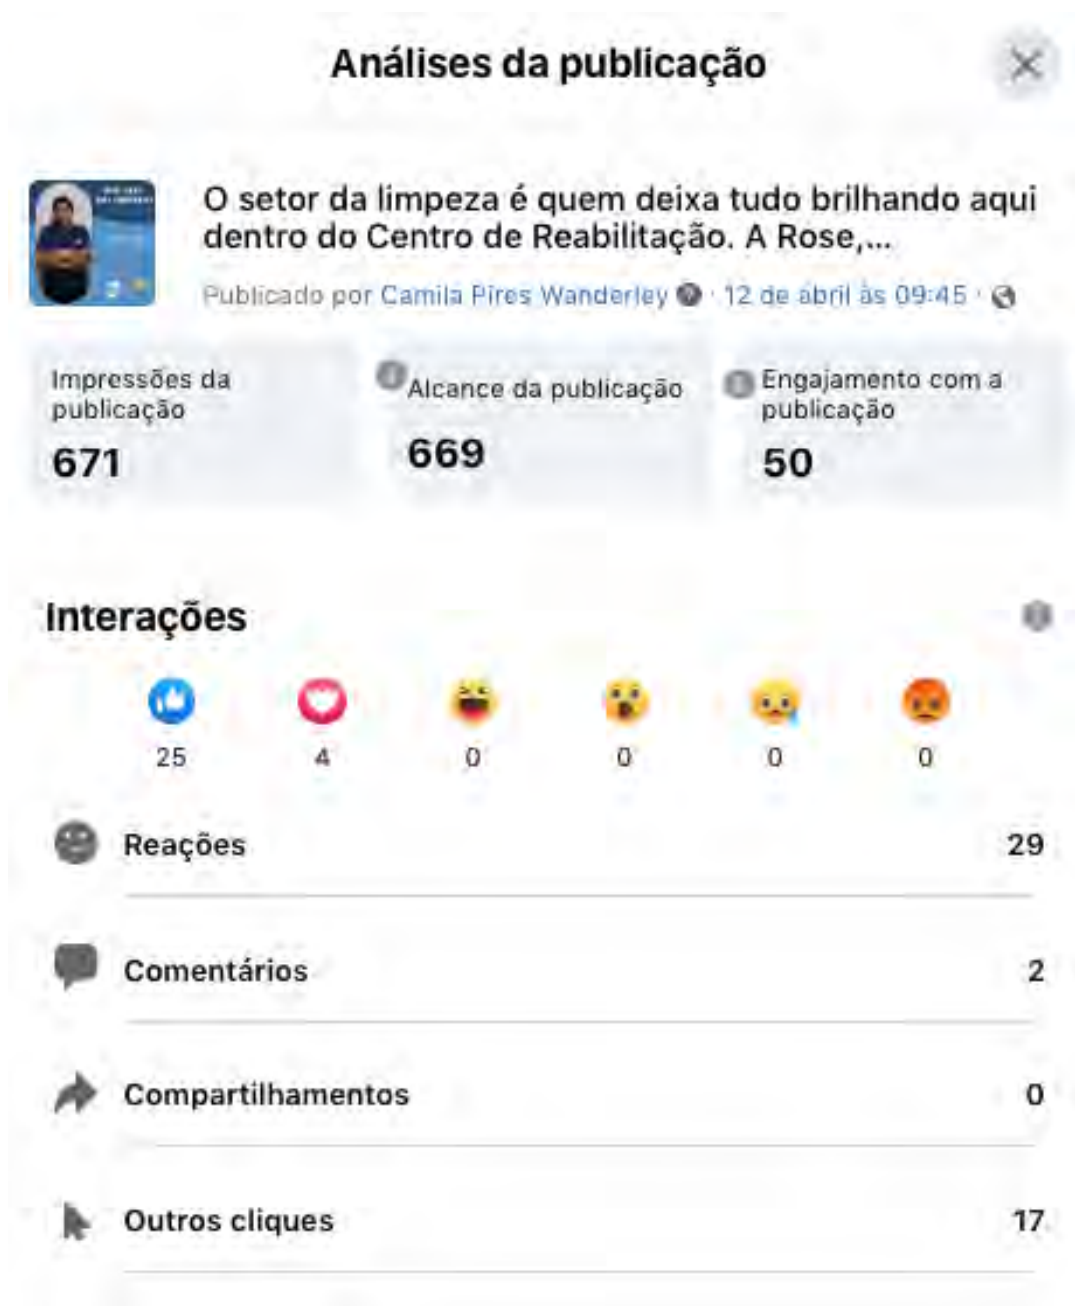 Análises da publicação
O setor da limpeza é quem deixa tudo brilhando aqui
dentro do Centro de Reabilitação. A Rose,...
Publicado por Camila Pires Wanderley · 12 de abril às 09:45 ·
Impressões da
publicação
671
Alcance da publicação
669
Engajamento com a
publicação
50
Interações
25 4 0 0 0 0
Reações 29
Comentários 2
Compartilhamentos 0
Outros cliques 17